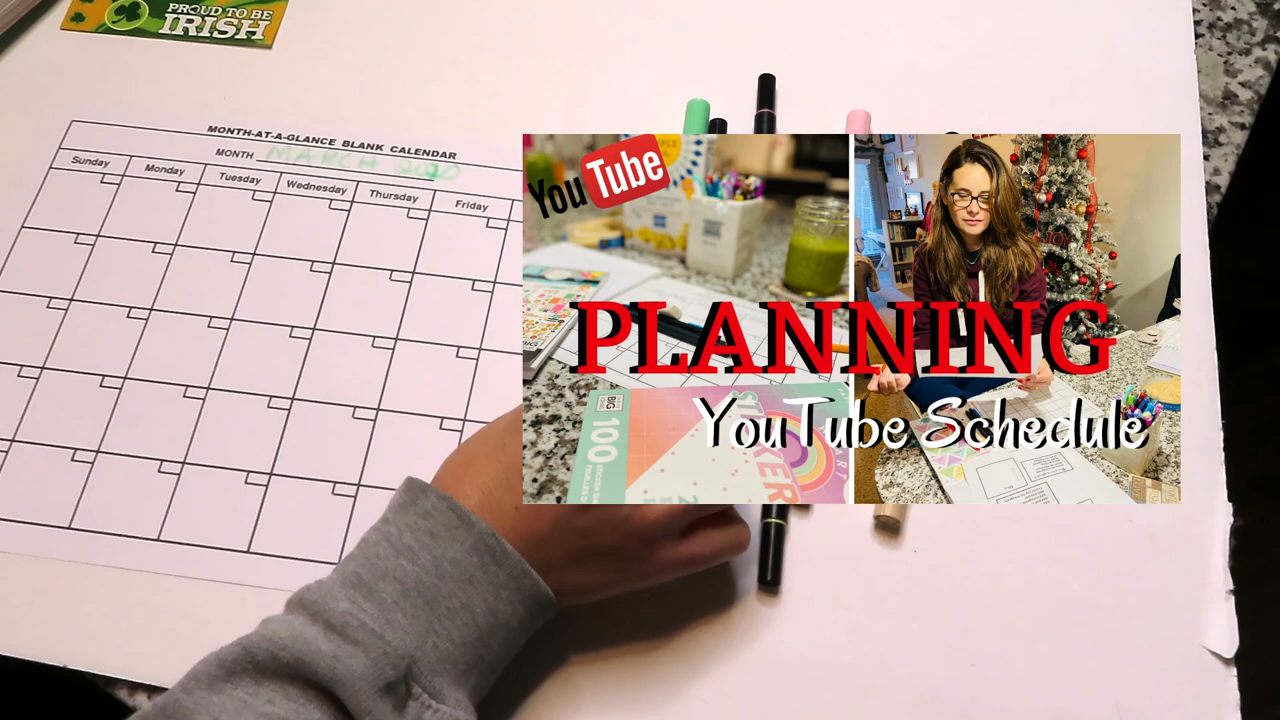 PROUD TO BE
IRISH
MONTH-AT-A-GLANCE BLANK CALENDAR
MONTH MARCH 2020
Sunday
Monday
Tuesday
Wednesday
Thursday
Friday
YouTube
PLANNING
YouTube Schedule
BIG
100
STICKER
JOY